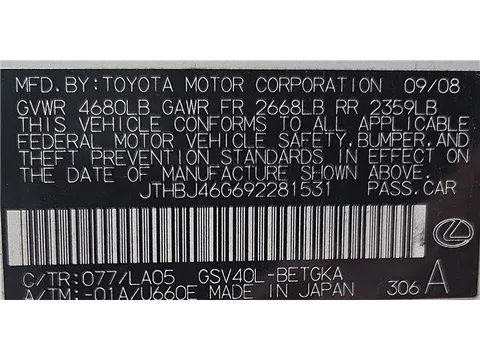 MFD.BY:TOYOTA MOTOR CORPORATION 09/08
GVWR 4680LB GAWR FR 2668LB RR 2359LB
THIS VEHICLE CONFORMS TO ALL APPLICABLE
FEDERAL MOTOR VEHICLE SAFETY,BUMPER,AND
THEFT PREVENTION STANDARDS IN EFFECT ON
THE DATE OF MANUFACTURE SHOWN ABOVE.
JTHBJ46G692281531 PASS.CAR
C/TR:077/LA05 GSV40L-BETGKA
A/TM:-01A/U660E MADE IN JAPAN 306 A